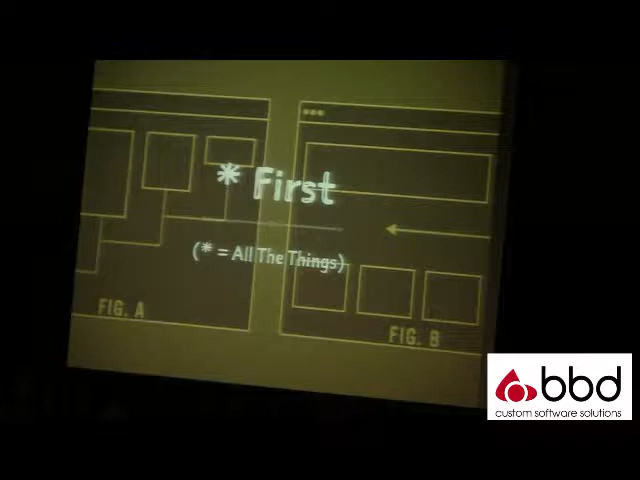 * First
(* = All The Things)
FIG. A
FIG. B
bbd
custom software solutions